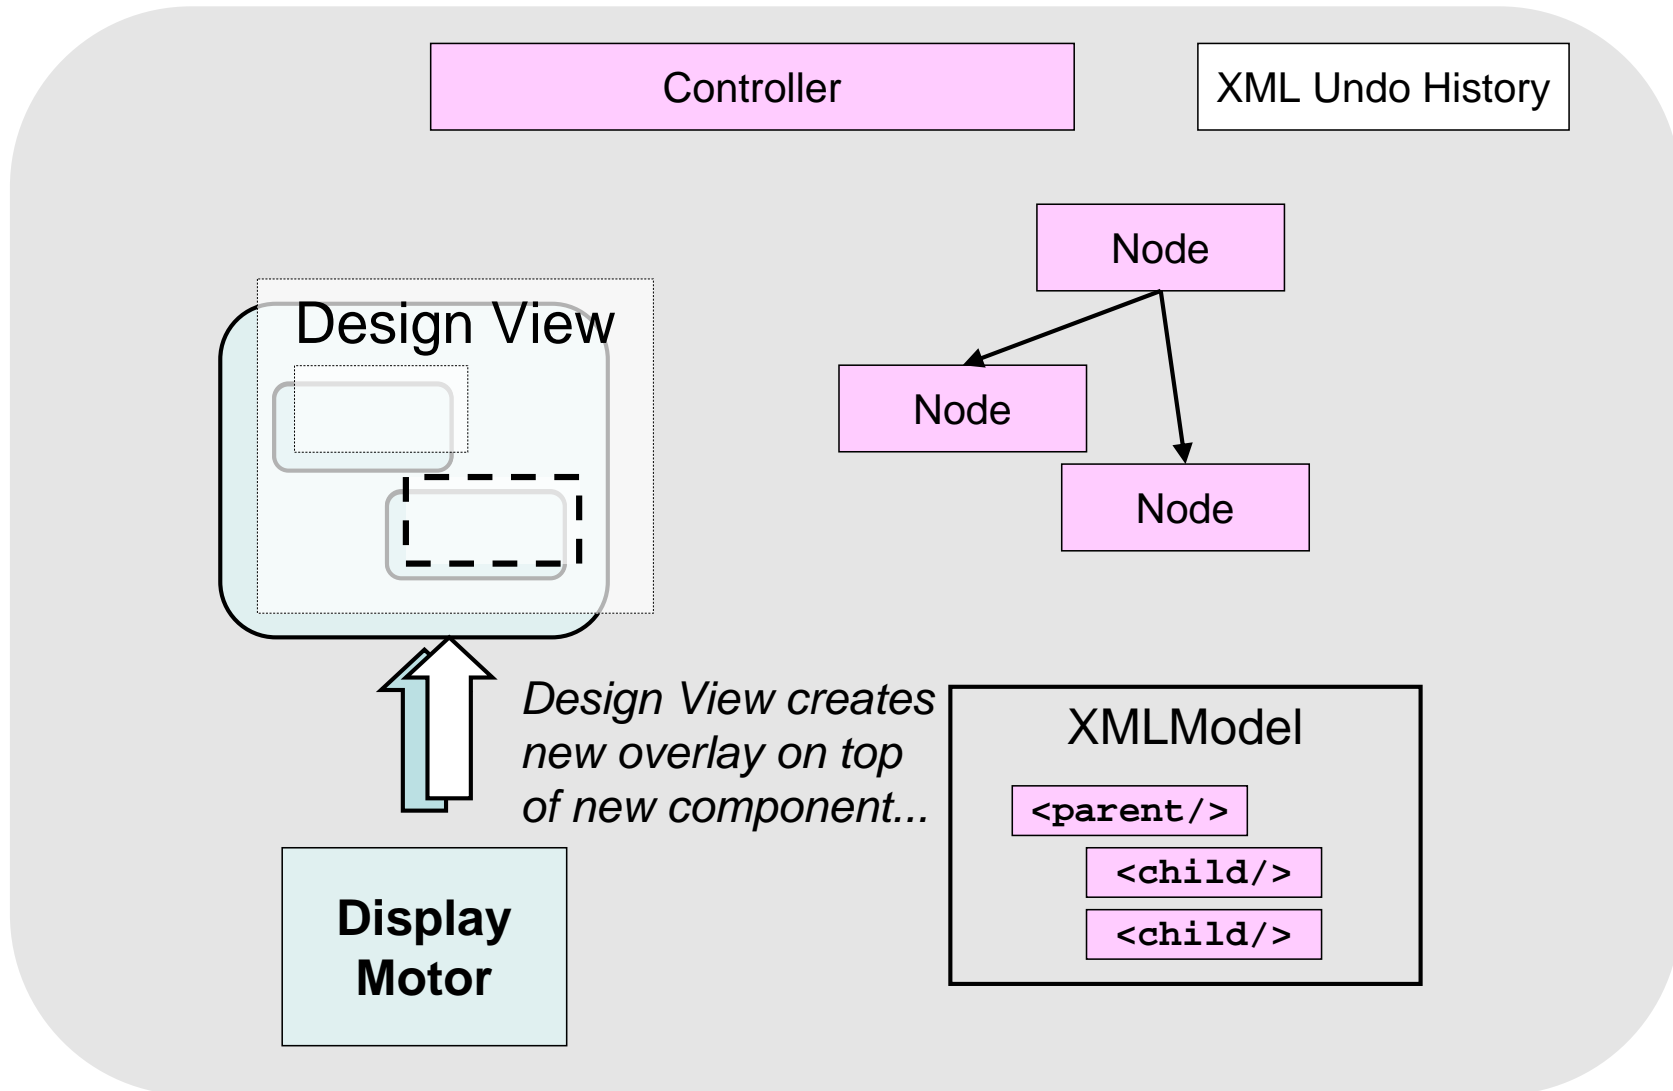 Controller
XML Undo History
Node
Design View
Node
Node
Design View creates
new overlay on top
of new component...
XMLModel
<parent/>
<child/>
<child/>
Display
Motor